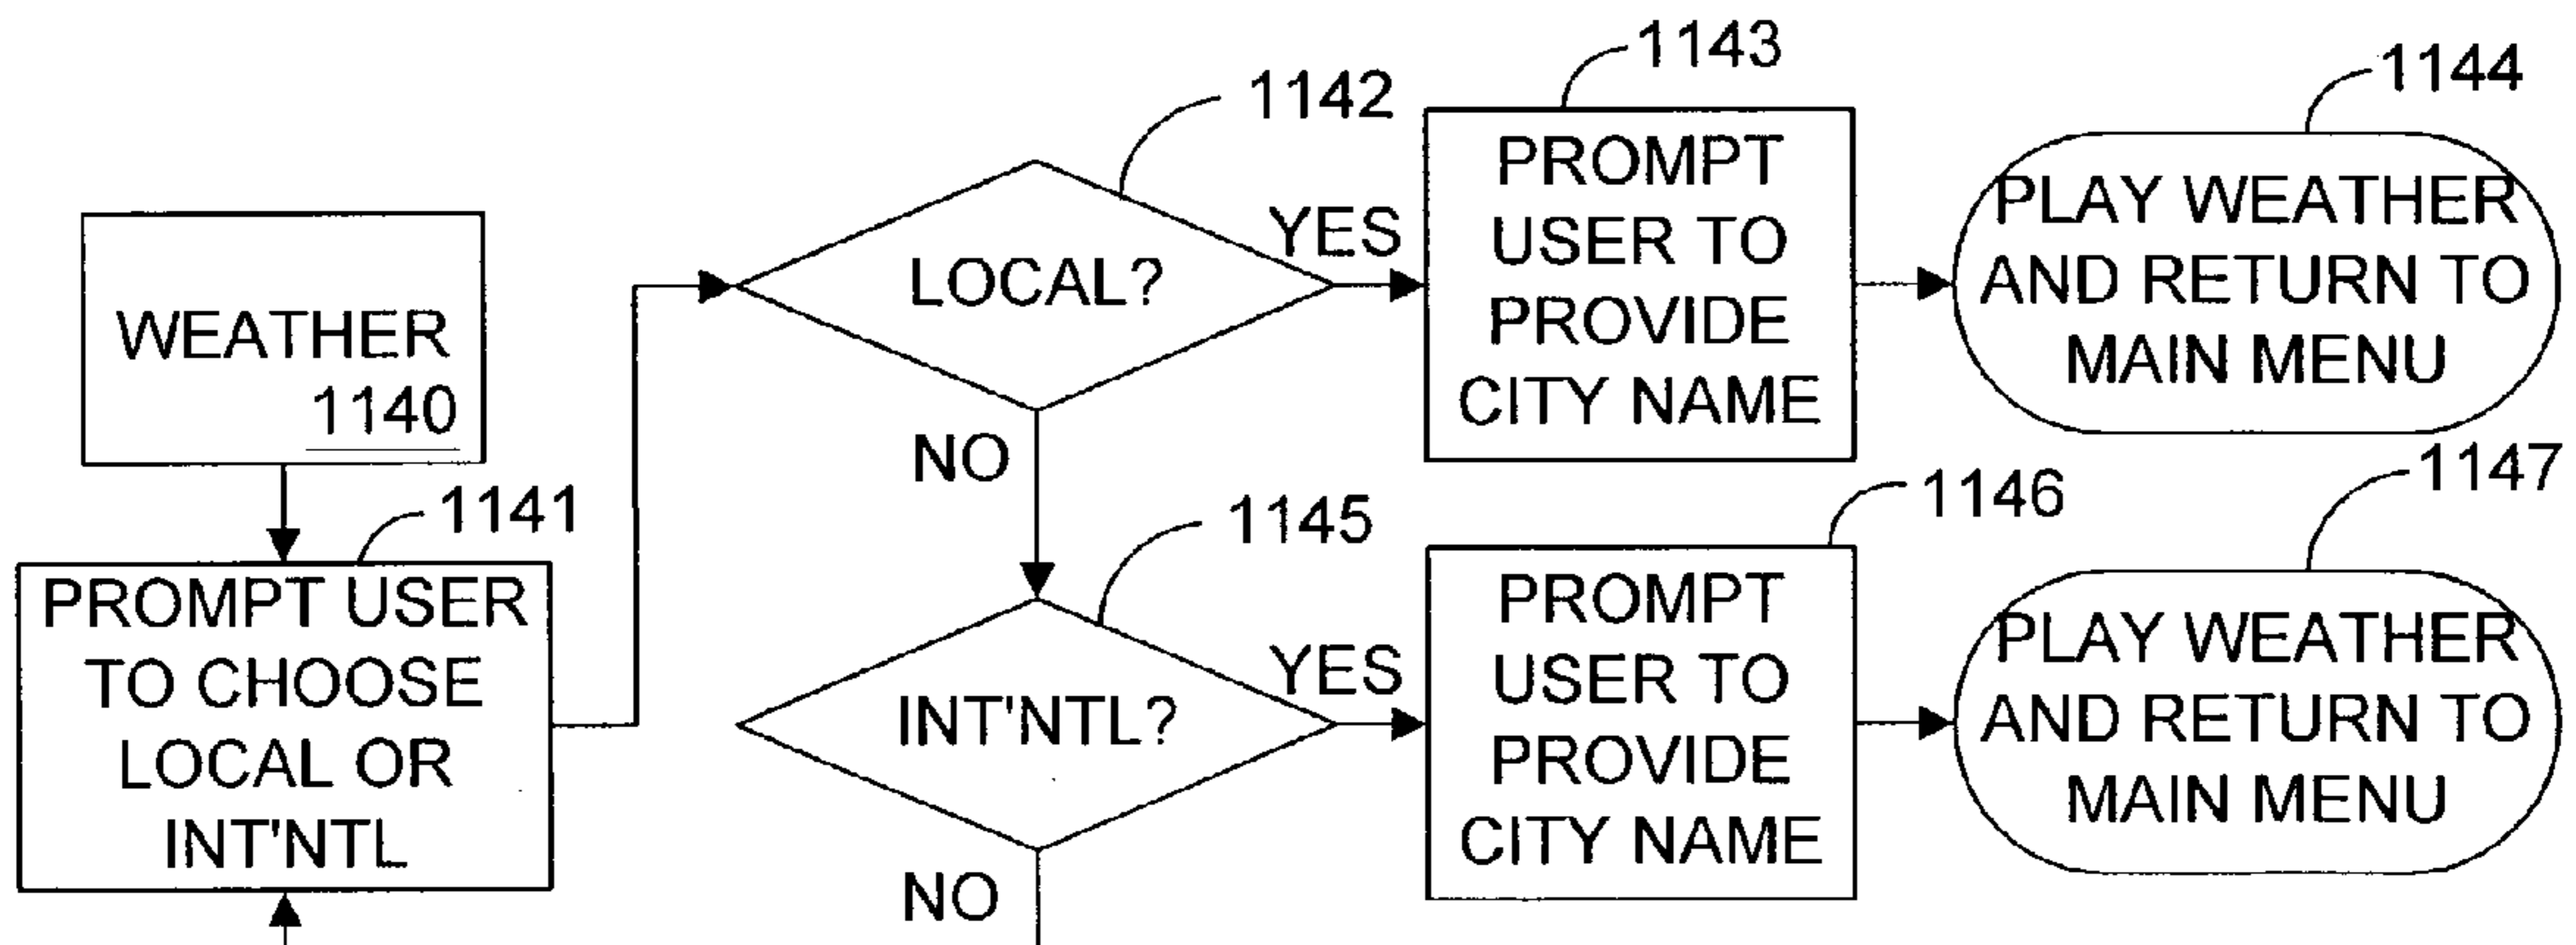 WEATHER
1140
1141
PROMPT USER
TO CHOOSE
LOCAL OR
INT'NTL
1142
LOCAL?
YES
NO
1143
PROMPT
USER TO
PROVIDE
CITY NAME
1144
PLAY WEATHER
AND RETURN TO
MAIN MENU
1145
INT'NTL?
YES
NO
1146
PROMPT
USER TO
PROVIDE
CITY NAME
1147
PLAY WEATHER
AND RETURN TO
MAIN MENU